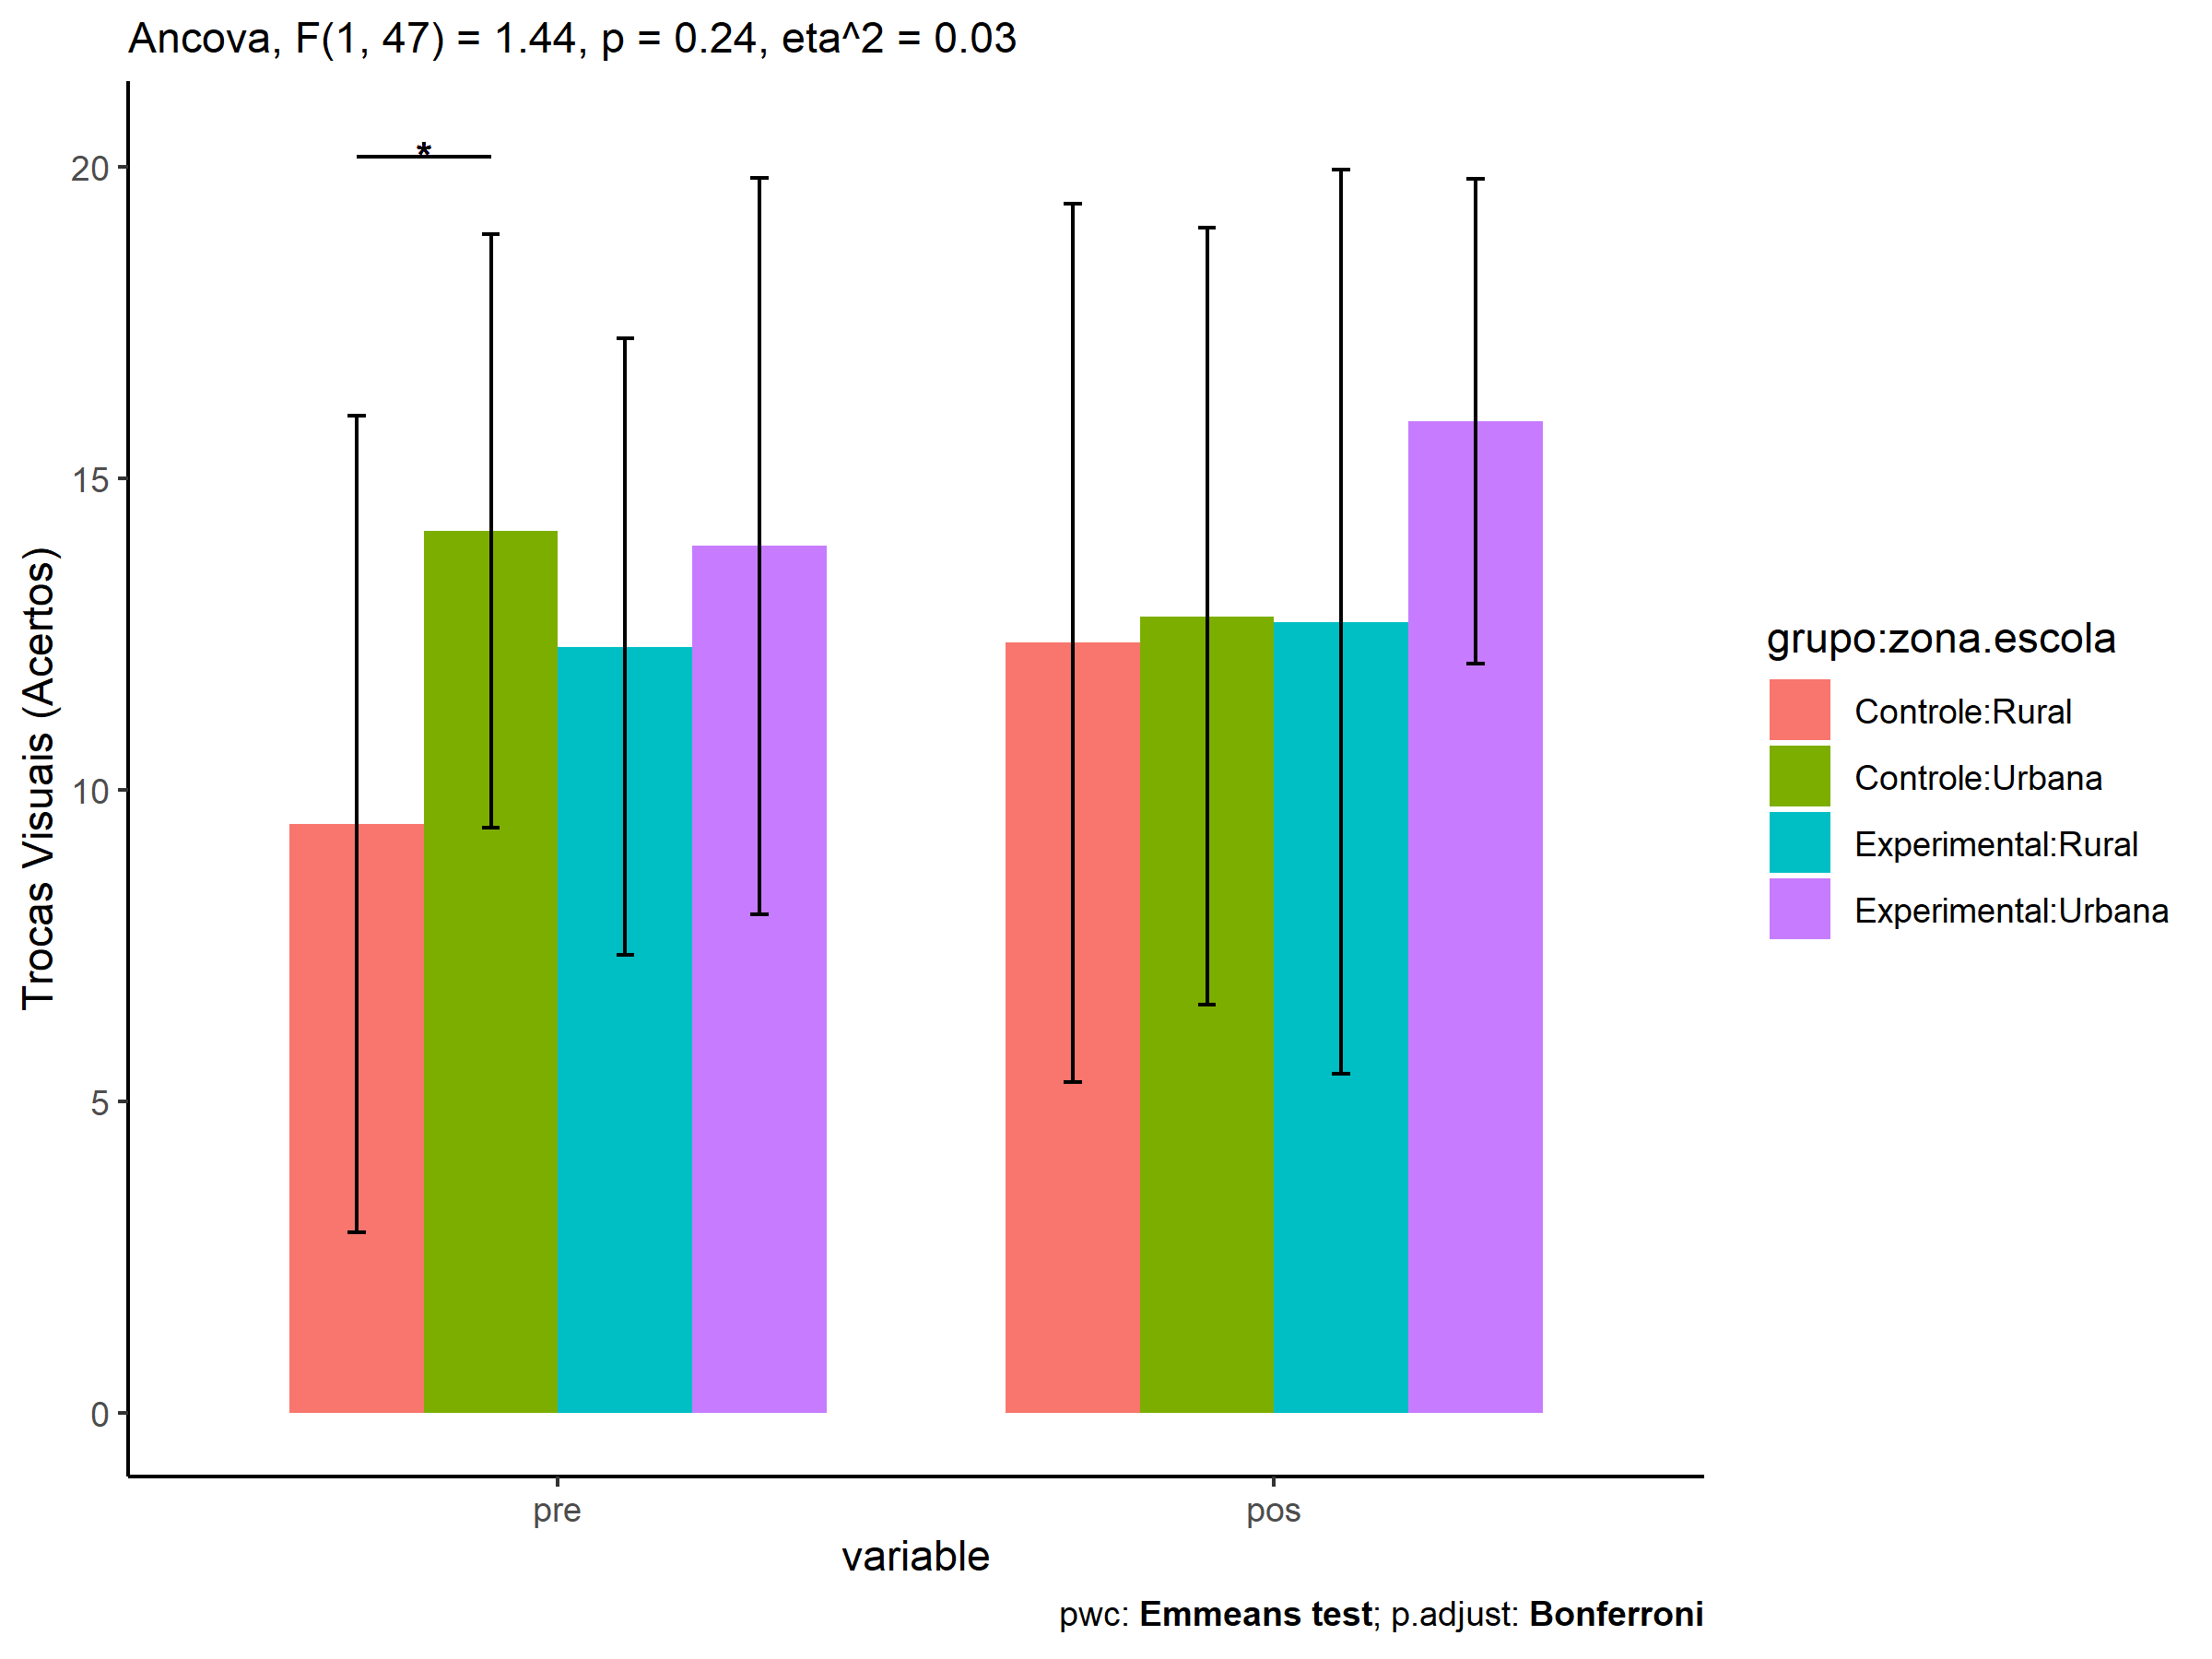 Ancova, F(1, 47) = 1.44, p = 0.24, eta^2 = 0.03
*
20
15
10
5
0
Trocas Visuais (Acertos)
pre
pos
variable
grupo:zona.escola
Controle:Rural
Controle:Urbana
Experimental:Rural
Experimental:Urbana
pwc: Emmeans test; p.adjust: Bonferroni